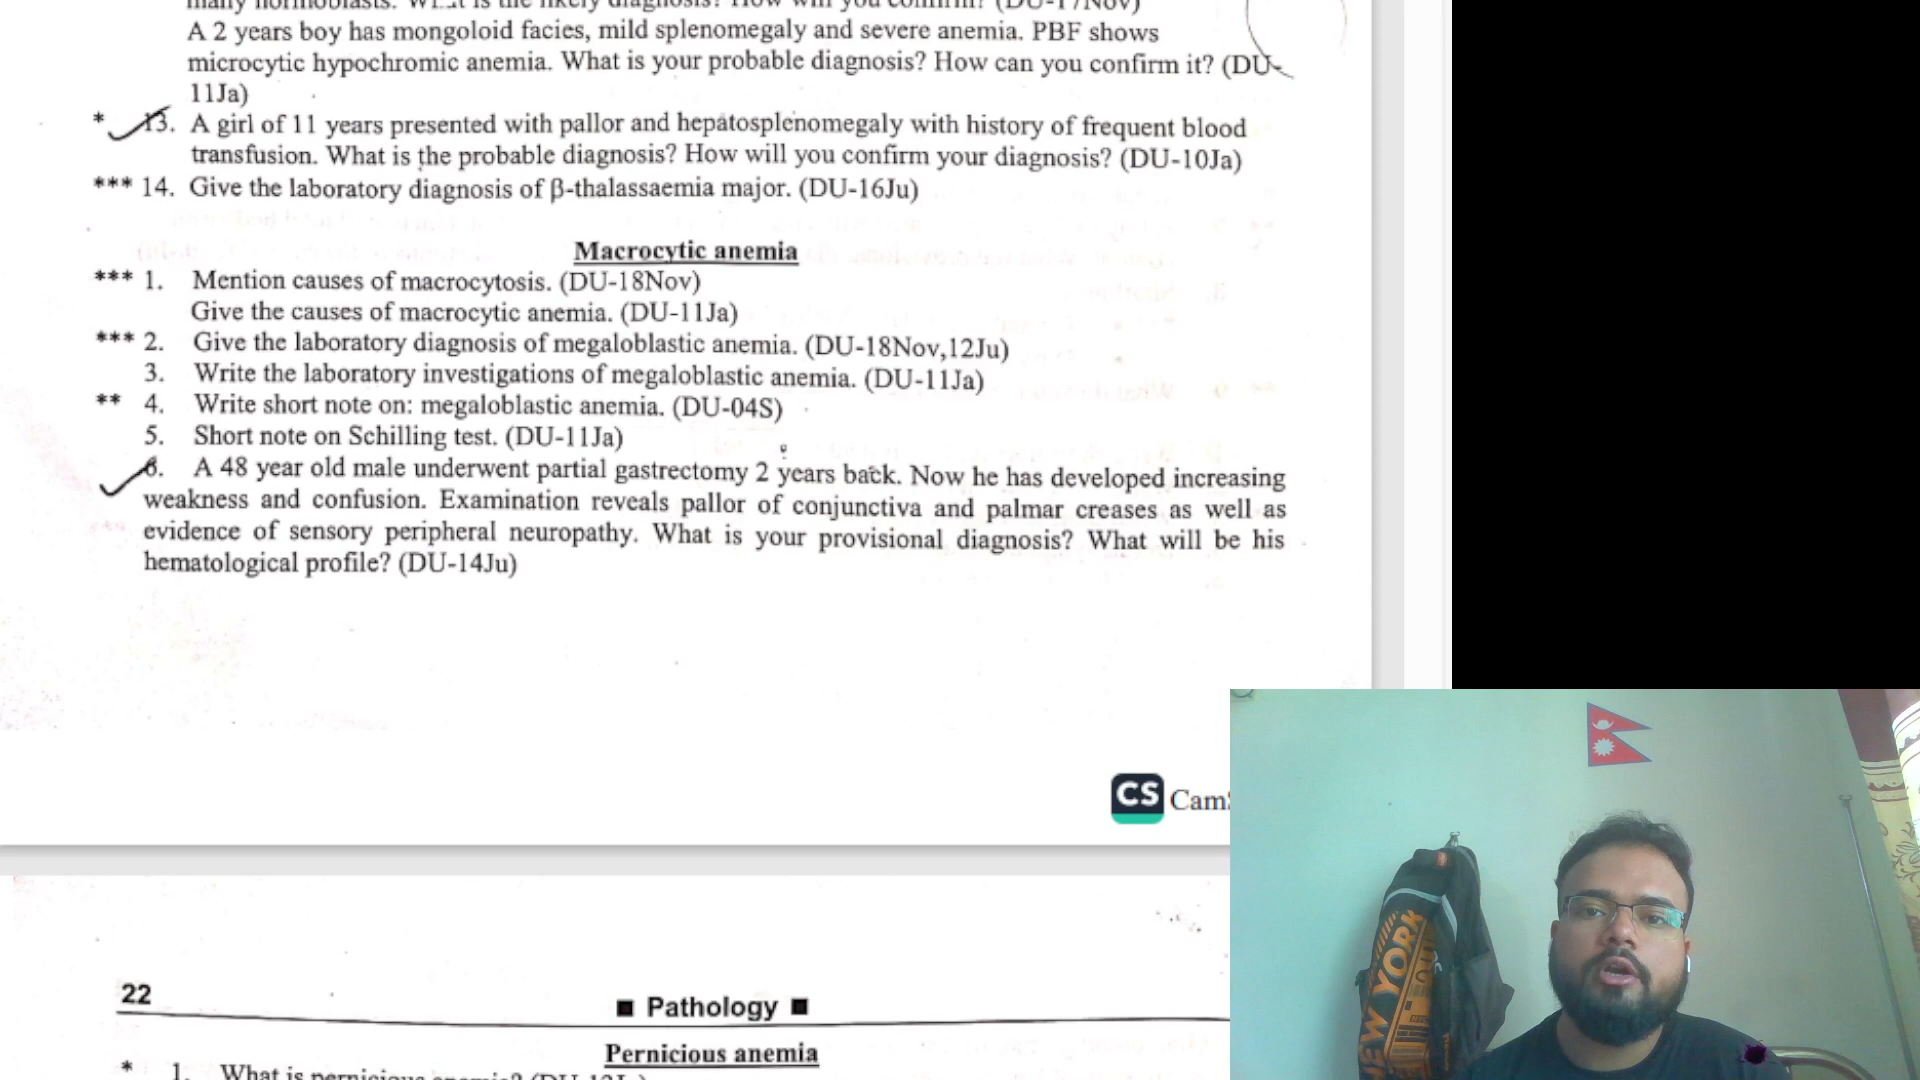 A 2 years boy has mongoloid facies, mild splenomegaly and severe anemia. PBF shows
microcytic hypochromic anemia. What is your probable diagnosis? How can you confirm it? (DU-
11Ja)
* 13. A girl of 11 years presented with pallor and hepatosplenomegaly with history of frequent blood
transfusion. What is the probable diagnosis? How will you confirm your diagnosis? (DU-10Ja)
*** 14. Give the laboratory diagnosis of β-thalassaemia major. (DU-16Ju)
Macrocytic anemia
*** 1. Mention causes of macrocytosis. (DU-18Nov)
Give the causes of macrocytic anemia. (DU-11Ja)
*** 2. Give the laboratory diagnosis of megaloblastic anemia. (DU-18Nov,12Ju)
3. Write the laboratory investigations of megaloblastic anemia. (DU-11Ja)
** 4. Write short note on: megaloblastic anemia. (DU-04S)
5. Short note on Schilling test. (DU-11Ja)
6. A 48 year old male underwent partial gastrectomy 2 years back. Now he has developed increasing
weakness and confusion. Examination reveals pallor of conjunctiva and palmar creases as well as
evidence of sensory peripheral neuropathy. What is your provisional diagnosis? What will be his
hematological profile? (DU-14Ju)
CS Cam
22
■ Pathology ■
Pernicious anemia
* 1. What is pernicious
NEW YORK